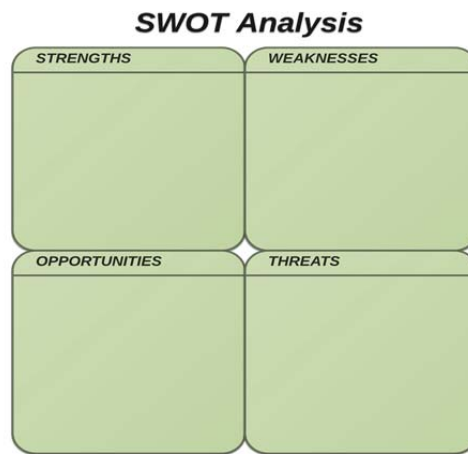 SWOT Analysis
STRENGTHS
WEAKNESSES
OPPORTUNITIES
THREATS